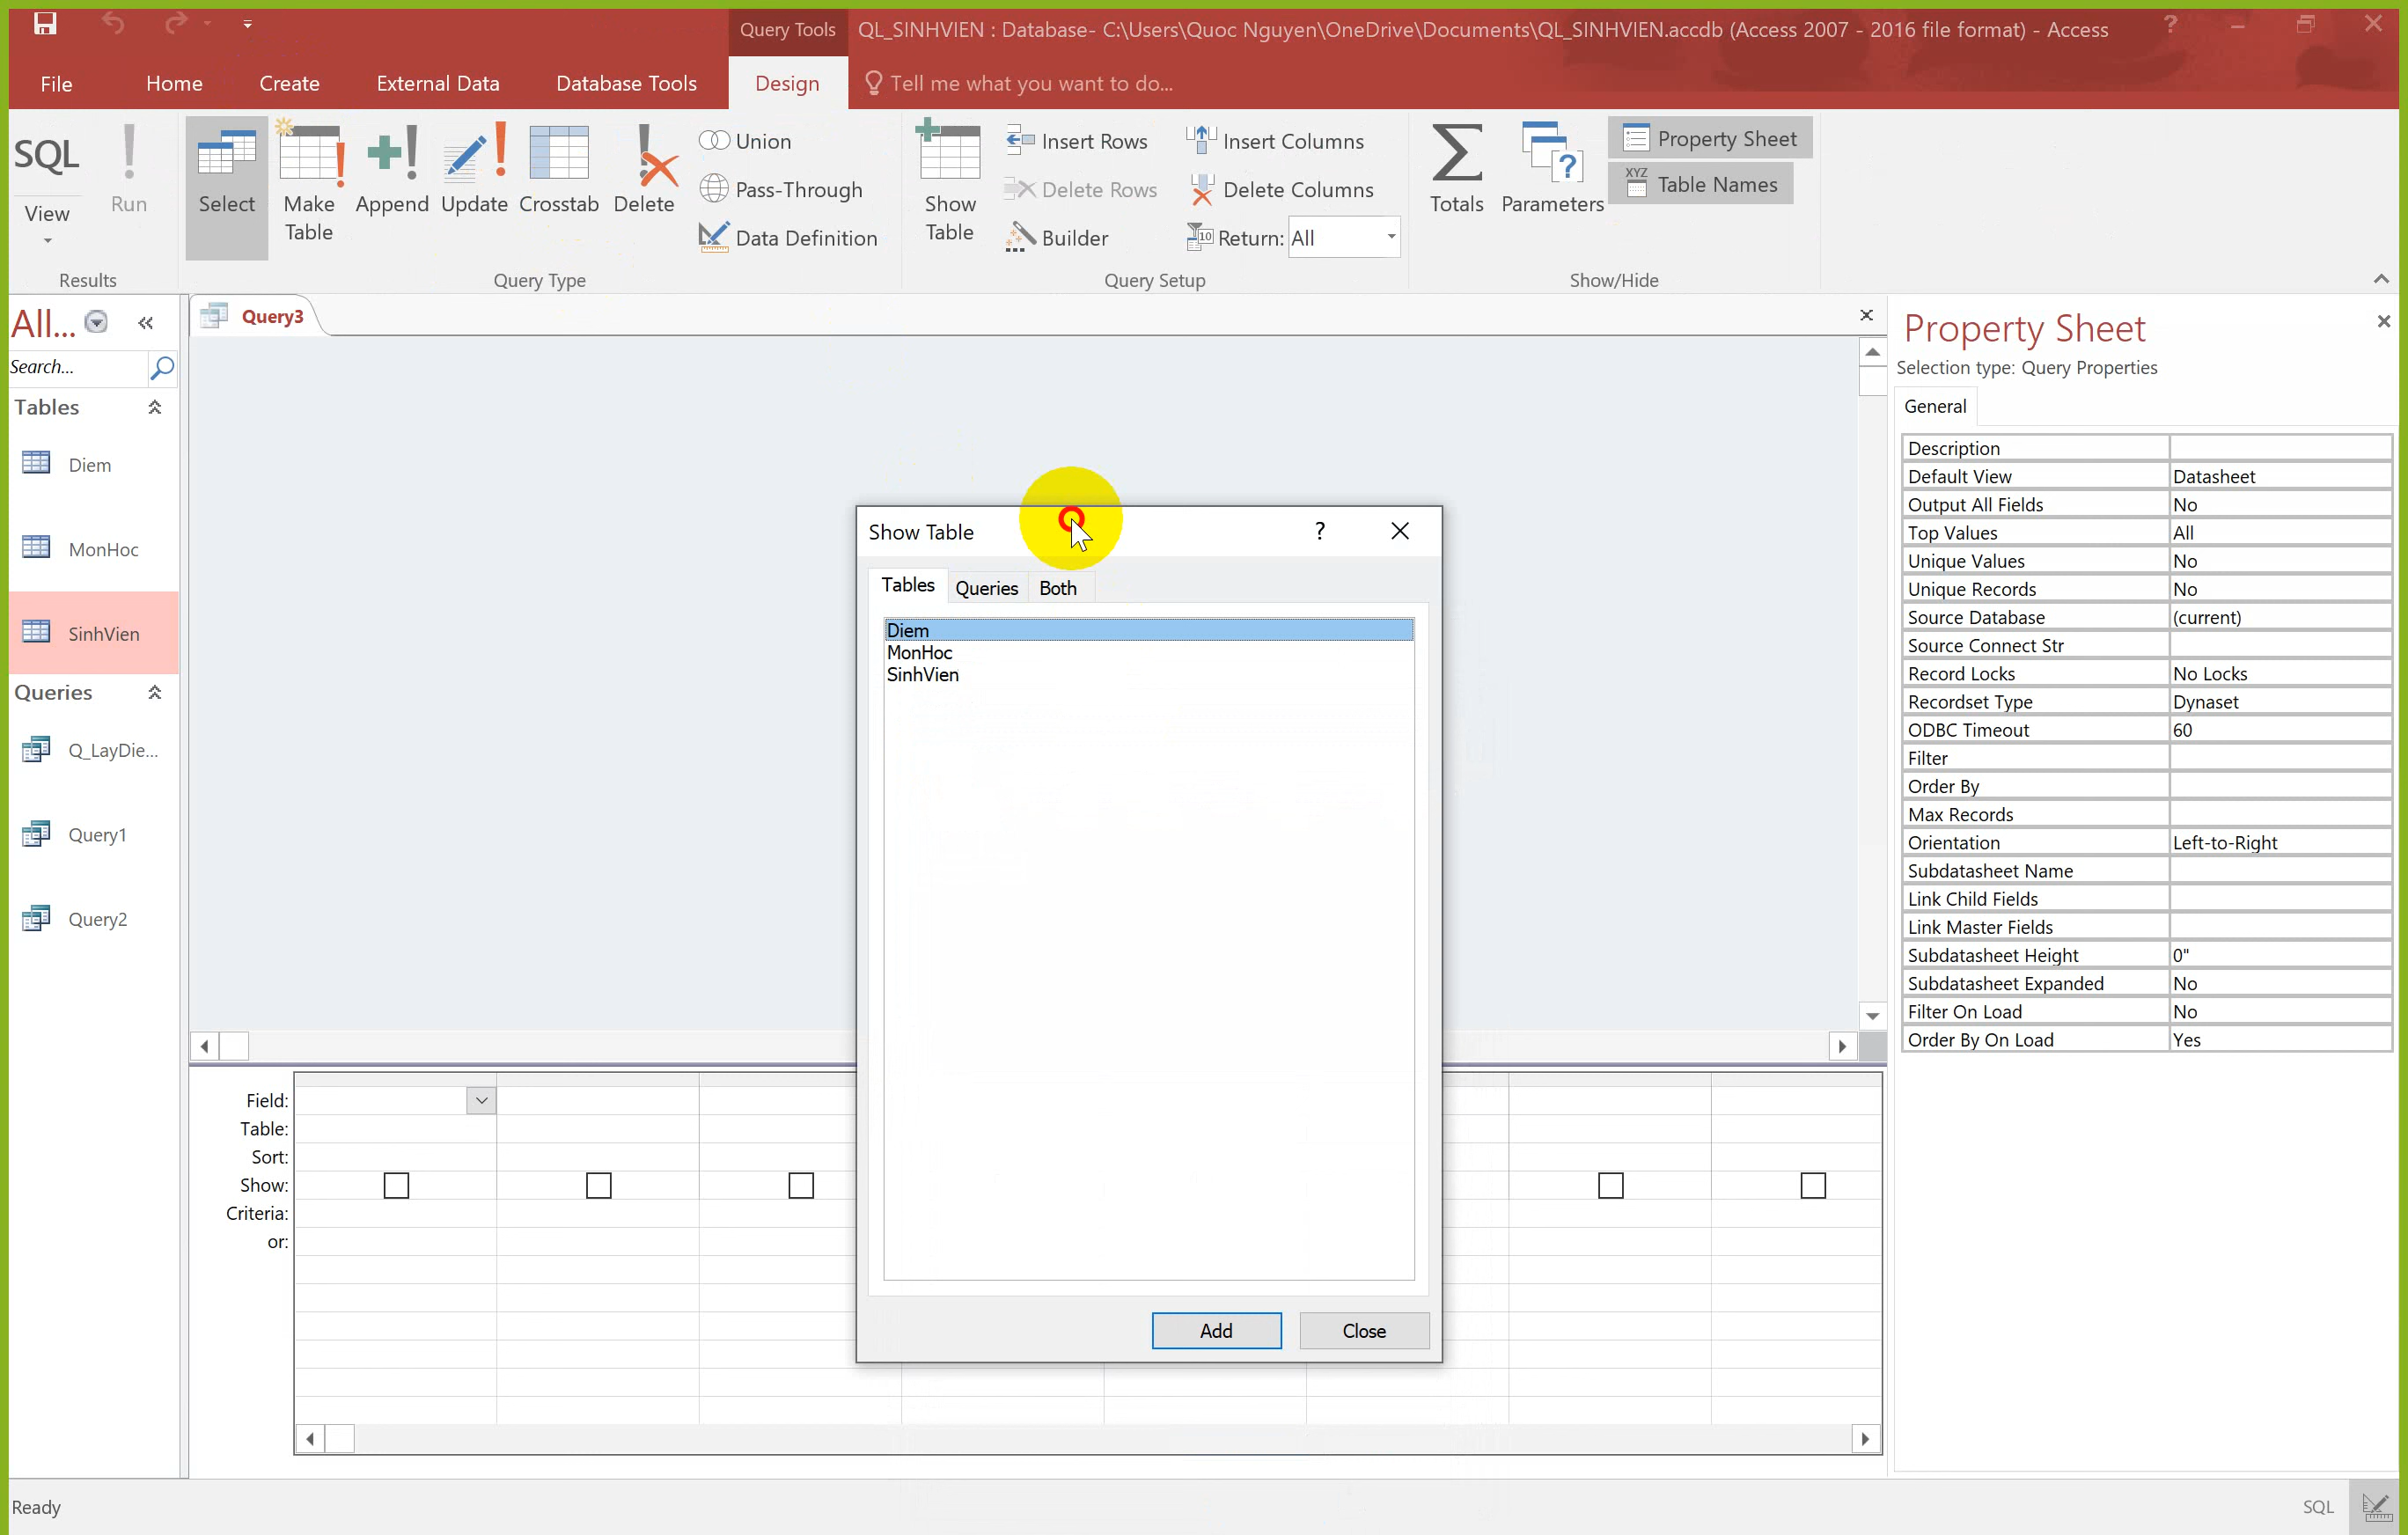 Query Tools
QL_SINHVIEN : Database- C:\Users\Quoc Nguyen\OneDrive\Documents\QL_SINHVIEN.accdb (Access 2007 - 2016 file format) - Access
?
File
Home
Create
External Data
Database Tools
Design
Tell me what you want to do...
SQL
View
Run
Select
Make
Table
Append
Update
Crosstab
Delete
Union
Pass-Through
Data Definition
Show
Table
Insert Rows
Delete Rows
Builder
Insert Columns
Delete Columns
Return: All
Totals
Parameters
Property Sheet
XYZ
Table Names
Results
Query Type
Query Setup
Show/Hide
All...
Search...
Tables
Diem
MonHoc
SinhVien
Queries
Q_LayDie...
Query1
Query2
Query3
Show Table
?
Tables
Queries
Both
Diem
MonHoc
SinhVien
Add
Close
Field:
Table:
Sort:
Show:
Criteria:
or:
Property Sheet
Selection type: Query Properties
General
Description
Default View Datasheet
Output All Fields No
Top Values All
Unique Values No
Unique Records No
Source Database (current)
Source Connect Str
Record Locks No Locks
Recordset Type Dynaset
ODBC Timeout 60
Filter
Order By
Max Records
Orientation Left-to-Right
Subdatasheet Name
Link Child Fields
Link Master Fields
Subdatasheet Height 0"
Subdatasheet Expanded No
Filter On Load No
Order By On Load Yes
Ready
SQL